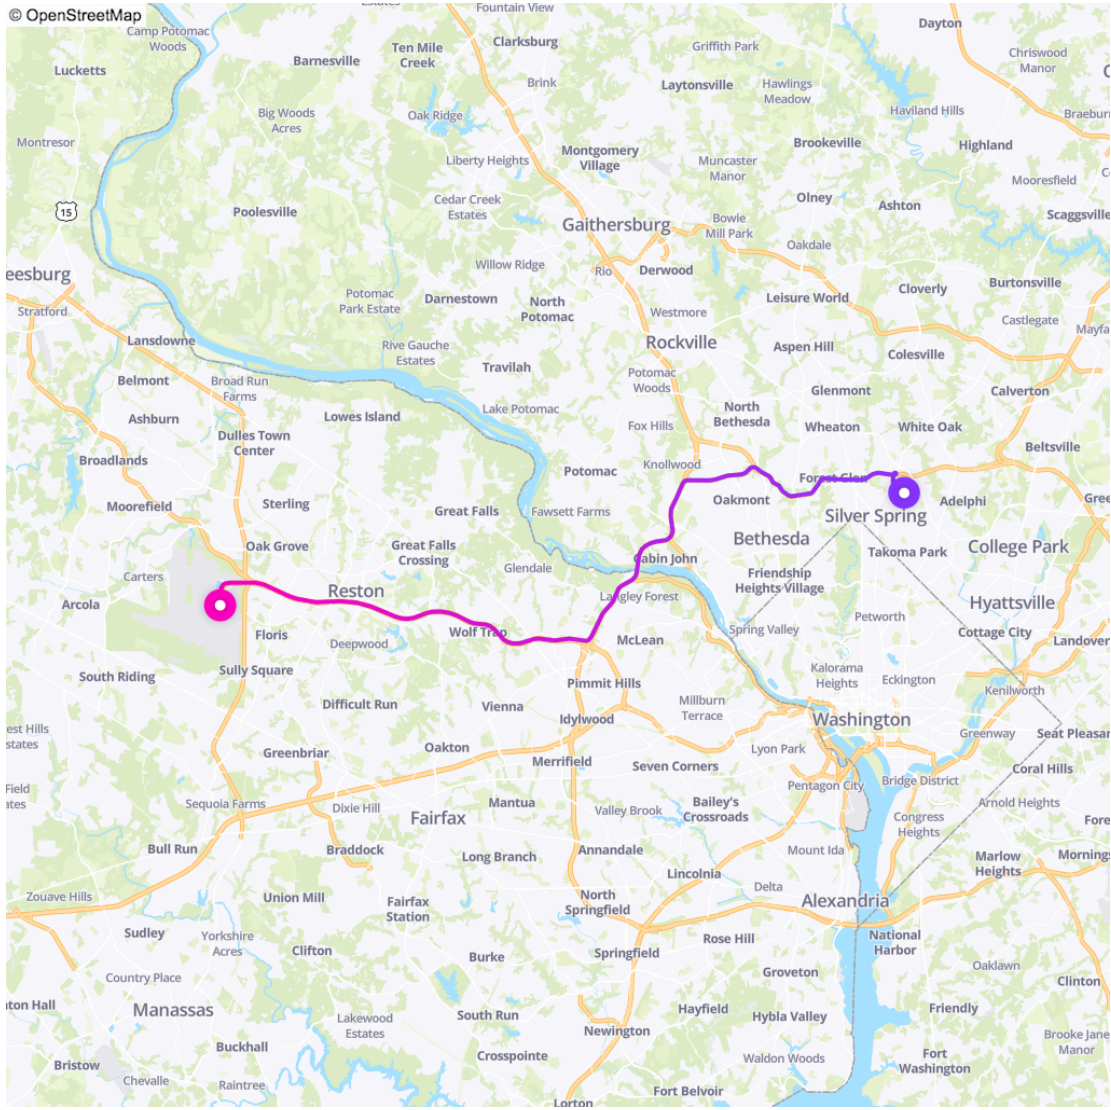 © OpenStreetMap
Fountain View
Camp Potomac
Woods
Lucketts
Barnesville
Ten Mile
Creek
Clarksburg
Griffith Park
Dayton
Chriswood
Manor
Brink
Laytonsville
Hawlings
Meadow
Big Woods
Acres
Oak Ridge
Haviland Hills
Montresor
Liberty Heights
Montgomery
Village
Muncaster
Manor
Brookeville
Highland
Mooresfield
15
Poolesville
Cedar Creek
Estates
Olney
Ashton
Scaggsville
Gaithersburg
Bowie
Mill Park
Oakdale
eesburg
Willow Ridge
Rio
Derwood
Potomac
Park Estate
Darnestown
North
Potomac
Leisure World
Cloverly
Burtonsville
Stratford
Westmore
Castlegate
Lansdowne
Rive Gauche
Estates
Rockville
Aspen Hill
Colesville
Travilah
Belmont
Broad Run
Farms
Potomac
Woods
Glenmont
Calverton
Ashburn
Lowes Island
Lake Potomac
North
Bethesda
Fox Hills
Wheaton
White Oak
Dulles Town
Center
Beltsville
Broadlands
Potomac
Knollwood
Forest Glen
Moorefield
Sterling
Great Falls
Fawsett Farms
Oakmont
Adelphi
Silver Spring
Oak Grove
Great Falls
Crossing
Glendale
Cabin John
Bethesda
Takoma Park
College Park
Carters
Reston
Langley Forest
Friendship
Heights Village
Arcola
Hyattsville
Floris
Deepwood
Wolf Trap
McLean
Spring Valley
Petworth
Cottage City
Landover
South Riding
Sully Square
Pimmit Hills
Kalorama
Heights
Eckington
Kenilworth
Difficult Run
Vienna
Idylwood
Millburn
Terrace
Washington
est Hills
states
Greenbriar
Oakton
Merrifield
Seven Corners
Lyon Park
Greenway
Seat Pleasan
Pentagon City
Bridge District
Coral Hills
Field
ates
Sequoia Farms
Dixie Hill
Mantua
Valley Brook
Bailey's
Crossroads
Arnold Heights
Fairfax
Congress
Heights
Bull Run
Braddock
Long Branch
Annandale
Mount Ida
Marlow
Heights
Lincolnia
Delta
Zouave Hills
Union Mill
Fairfax
Station
North
Springfield
Alexandria
Sudley
Yorkshire
Acres
Clifton
Burke
Springfield
Rose Hill
National
Harbor
Country Place
Groveton
Oaklawn
Clinton
Manassas
Lakewood
Estates
South Run
Newington
Hayfield
Hybla Valley
Friendly
Buckhall
Crosspointe
Waldon Woods
Fort
Washington
Brooke Jane
Manor
Bristow
Chevalle
Raintree
Lorton
Fort Belvoir